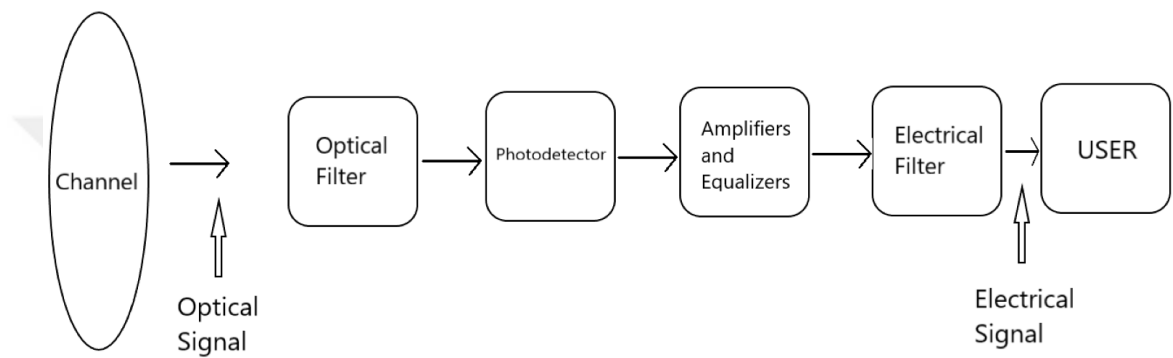 Channel
Optical
Signal
Optical
Filter
Photodetector
Amplifiers
and
Equalizers
Electrical
Filter
USER
Electrical
Signal